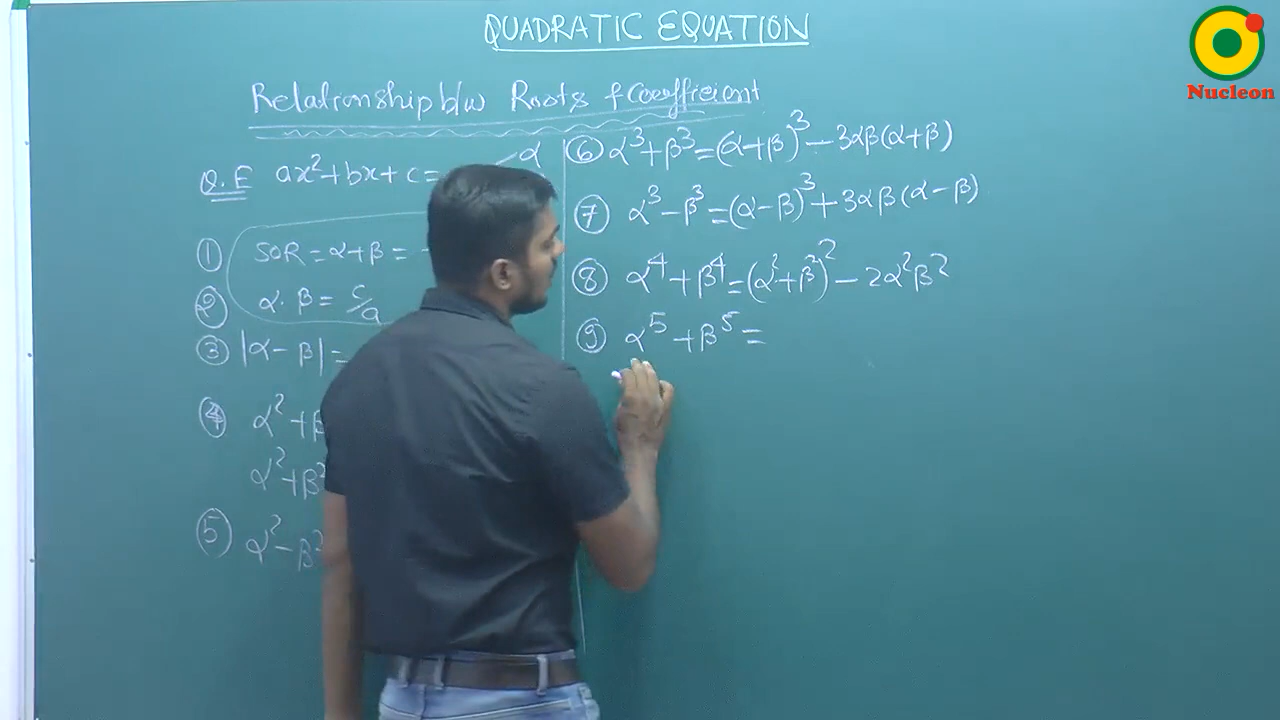 QUADRATIC EQUATION
Nucleon
Relationship b/w Roots & Coefficient
Q.E ax²+bx+c= α
① SOR = α+β = -
② α.β = c/a
③ |α-β| =
④ α²+β
α²+β²
⑤ α²-β²
⑥ α³+β³=(α+β)³-3αβ(α+β)
⑦ α³-β³=(α-β)³+3αβ(α-β)
⑧ α⁴+β⁴=(α²+β²)²-2α²β²
⑨ α⁵+β⁵=